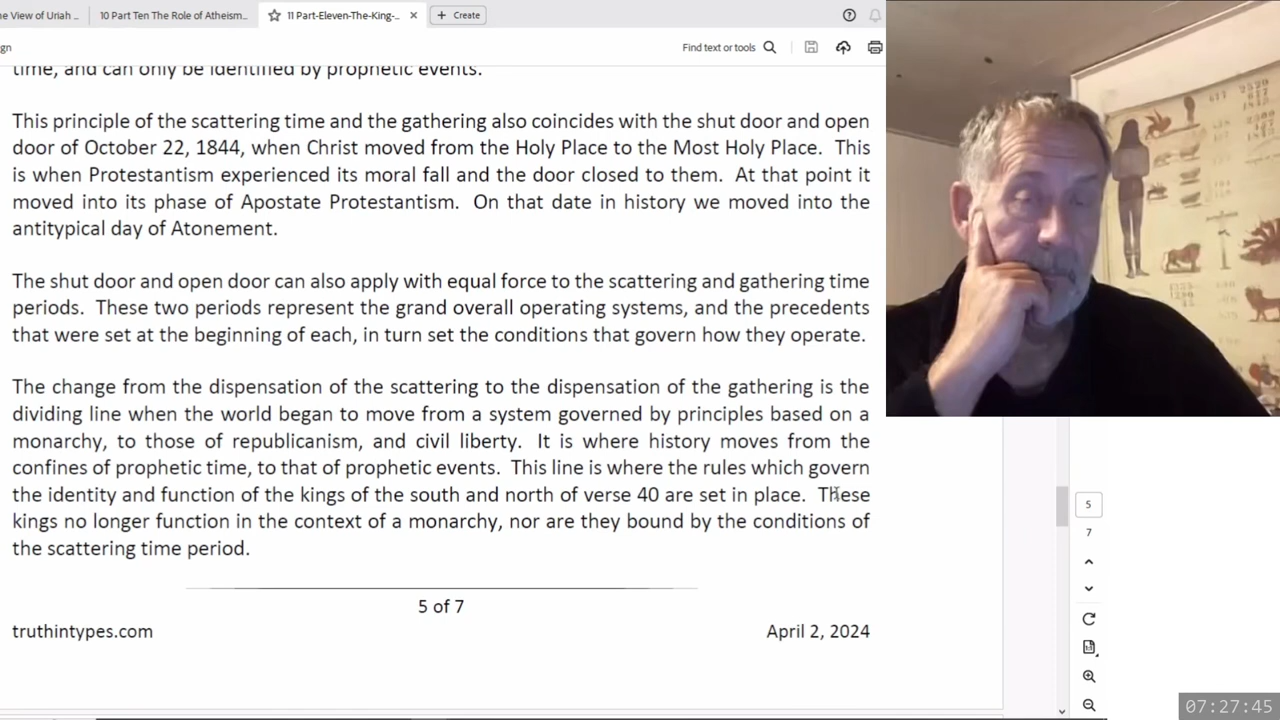 he View of Uriah ...
10 Part Ten The Role of Atheism...
11 Part-Eleven-The-King-...
Create
gn
Find text or tools
time, and can only be identified by prophetic events.
This principle of the scattering time and the gathering also coincides with the shut door and open
door of October 22, 1844, when Christ moved from the Holy Place to the Most Holy Place.  This
is when Protestantism experienced its moral fall and the door closed to them.  At that point it
moved into its phase of Apostate Protestantism.  On that date in history we moved into the
antitypical day of Atonement.
The shut door and open door can also apply with equal force to the scattering and gathering time
periods.  These two periods represent the grand overall operating systems, and the precedents
that were set at the beginning of each, in turn set the conditions that govern how they operate.
The change from the dispensation of the scattering to the dispensation of the gathering is the
dividing line when the world began to move from a system governed by principles based on a
monarchy, to those of republicanism, and civil liberty.  It is where history moves from the
confines of prophetic time, to that of prophetic events.  This line is where the rules which govern
the identity and function of the kings of the south and north of verse 40 are set in place.  These
kings no longer function in the context of a monarchy, nor are they bound by the conditions of
the scattering time period.
5 of 7
truthintypes.com
April 2, 2024
5
7
07:27:45